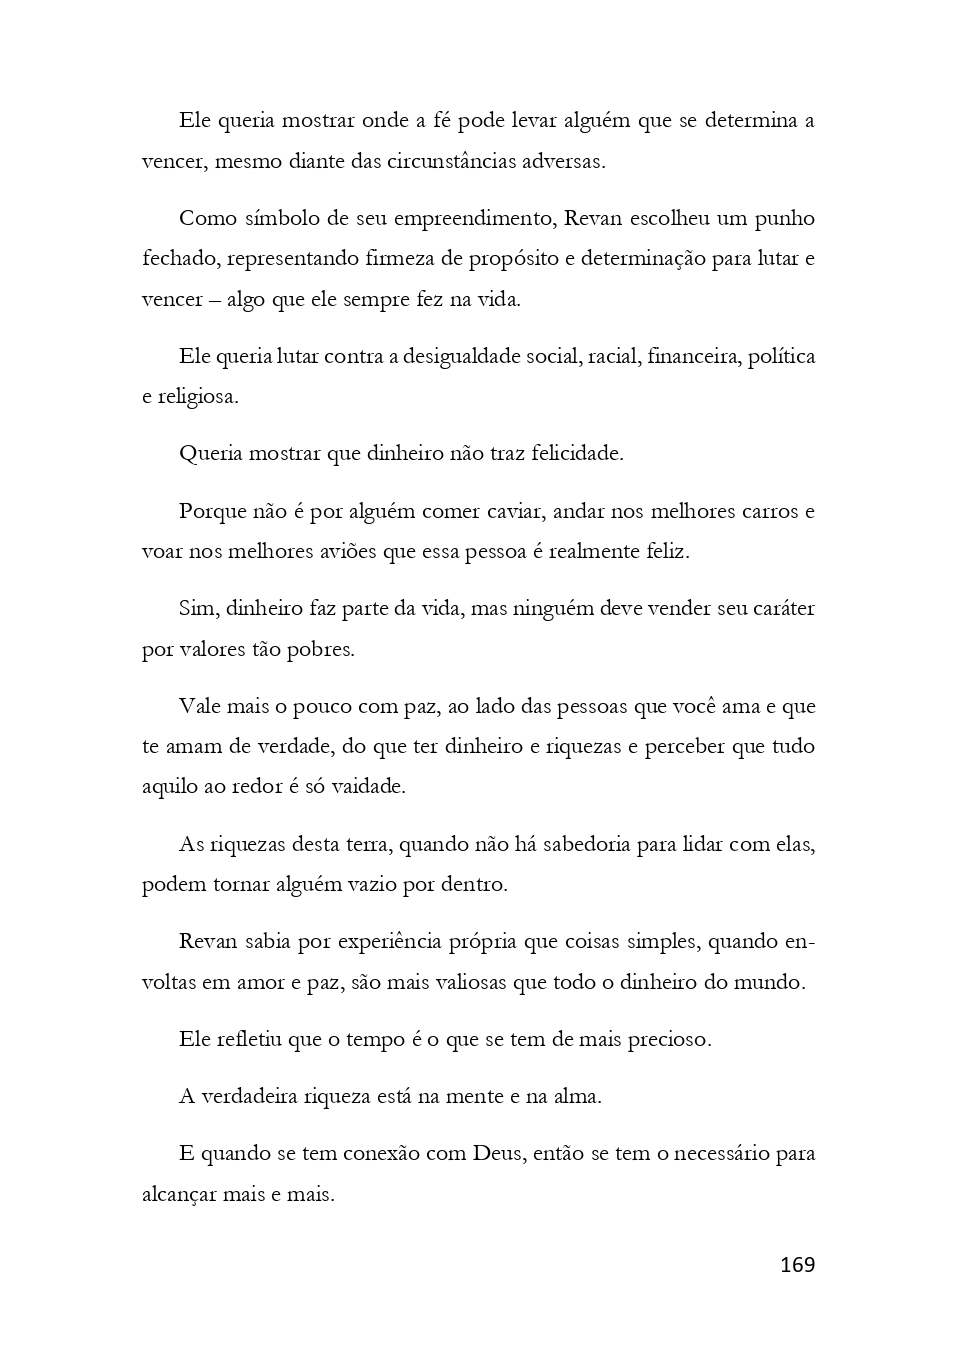 Ele queria mostrar onde a fé pode levar alguém que se determina a
vencer, mesmo diante das circunstâncias adversas.
Como símbolo de seu empreendimento, Revan escolheu um punho
fechado, representando firmeza de propósito e determinação para lutar e
vencer – algo que ele sempre fez na vida.
Ele queria lutar contra a desigualdade social, racial, financeira, política
e religiosa.
Queria mostrar que dinheiro não traz felicidade.
Porque não é por alguém comer caviar, andar nos melhores carros e
voar nos melhores aviões que essa pessoa é realmente feliz.
Sim, dinheiro faz parte da vida, mas ninguém deve vender seu caráter
por valores tão pobres.
Vale mais o pouco com paz, ao lado das pessoas que você ama e que
te amam de verdade, do que ter dinheiro e riquezas e perceber que tudo
aquilo ao redor é só vaidade.
As riquezas desta terra, quando não há sabedoria para lidar com elas,
podem tornar alguém vazio por dentro.
Revan sabia por experiência própria que coisas simples, quando en-
voltas em amor e paz, são mais valiosas que todo o dinheiro do mundo.
Ele refletiu que o tempo é o que se tem de mais precioso.
A verdadeira riqueza está na mente e na alma.
E quando se tem conexão com Deus, então se tem o necessário para
alcançar mais e mais.
169